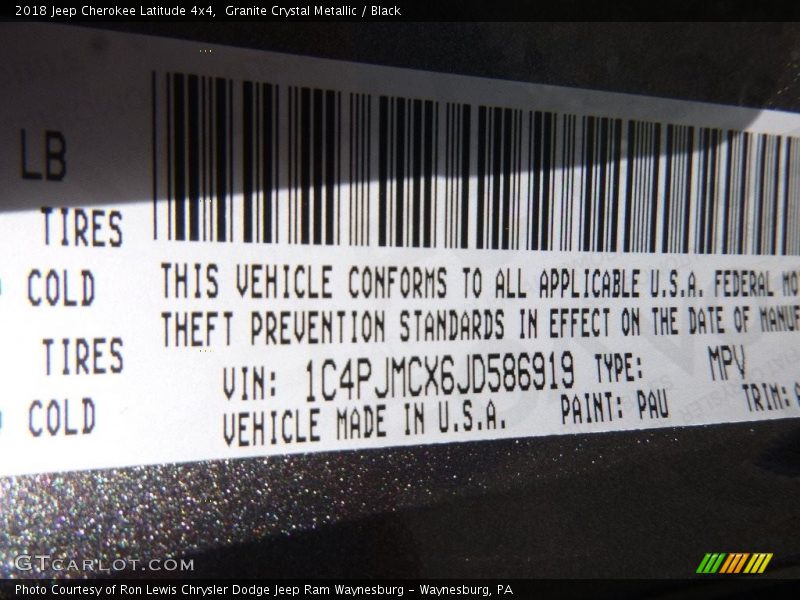 2018 Jeep Cherokee Latitude 4x4,  Granite Crystal Metallic / Black
LB
TIRES
COLD
TIRES
COLD
THIS VEHICLE CONFORMS TO ALL APPLICABLE U.S.A. FEDERAL MO
THEFT PREVENTION STANDARDS IN EFFECT ON THE DATE OF MANUF
VIN: 1C4PJMCX6JD586919 TYPE: MPV
VEHICLE MADE IN U.S.A. PAINT: PAU TRIM:
GTCARLOT.COM
Photo Courtesy of Ron Lewis Chrysler Dodge Jeep Ram Waynesburg – Waynesburg, PA